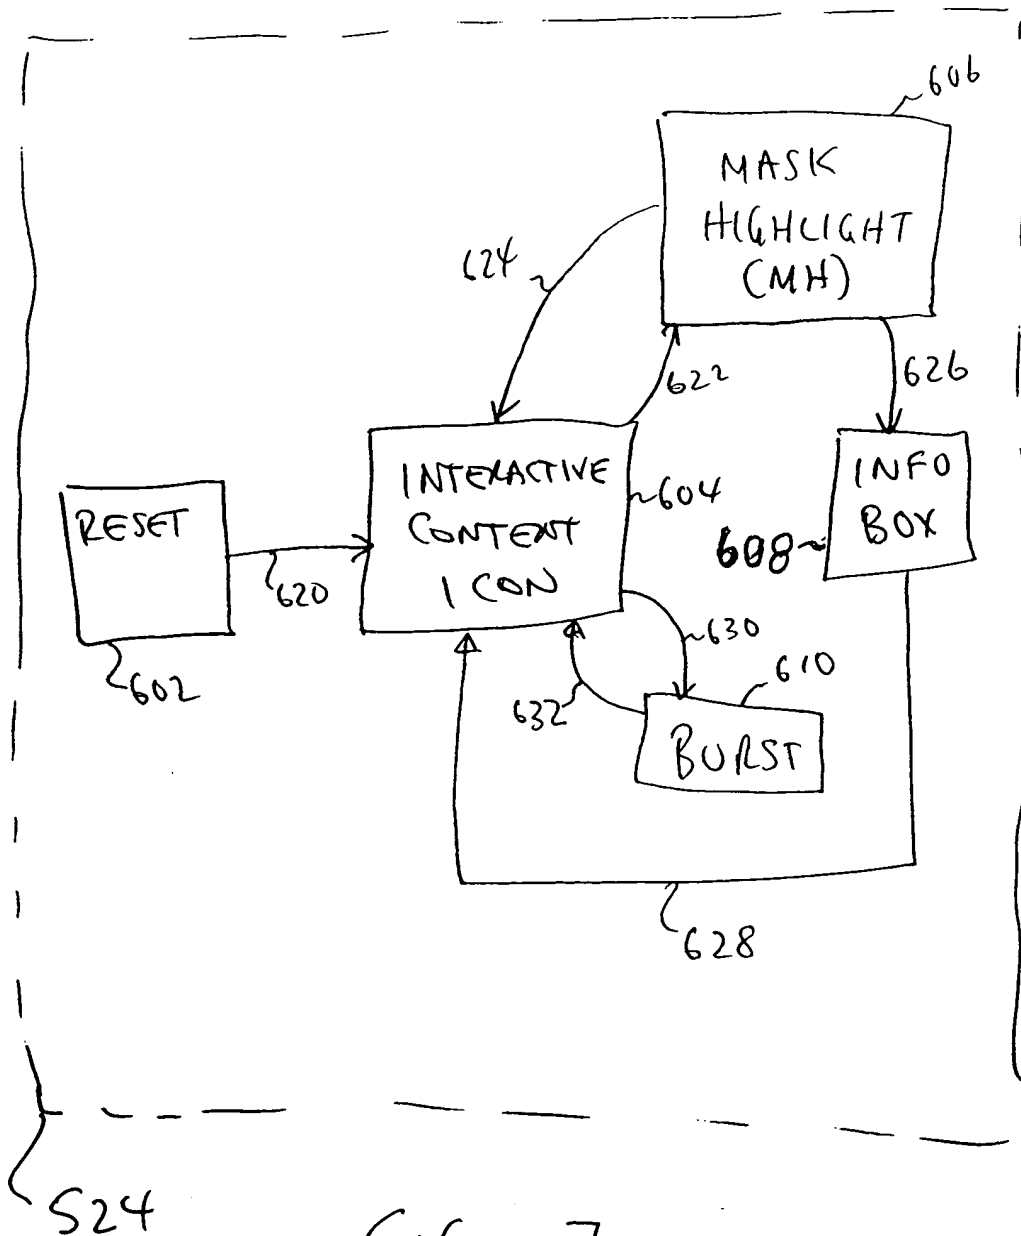 606
MASK
HIGHLIGHT
(MH)
624
622
626
INTERACTIVE
CONTENT
ICON
604
INFO
BOX
608
RESET
620
602
630
632
610
BURST
628
524